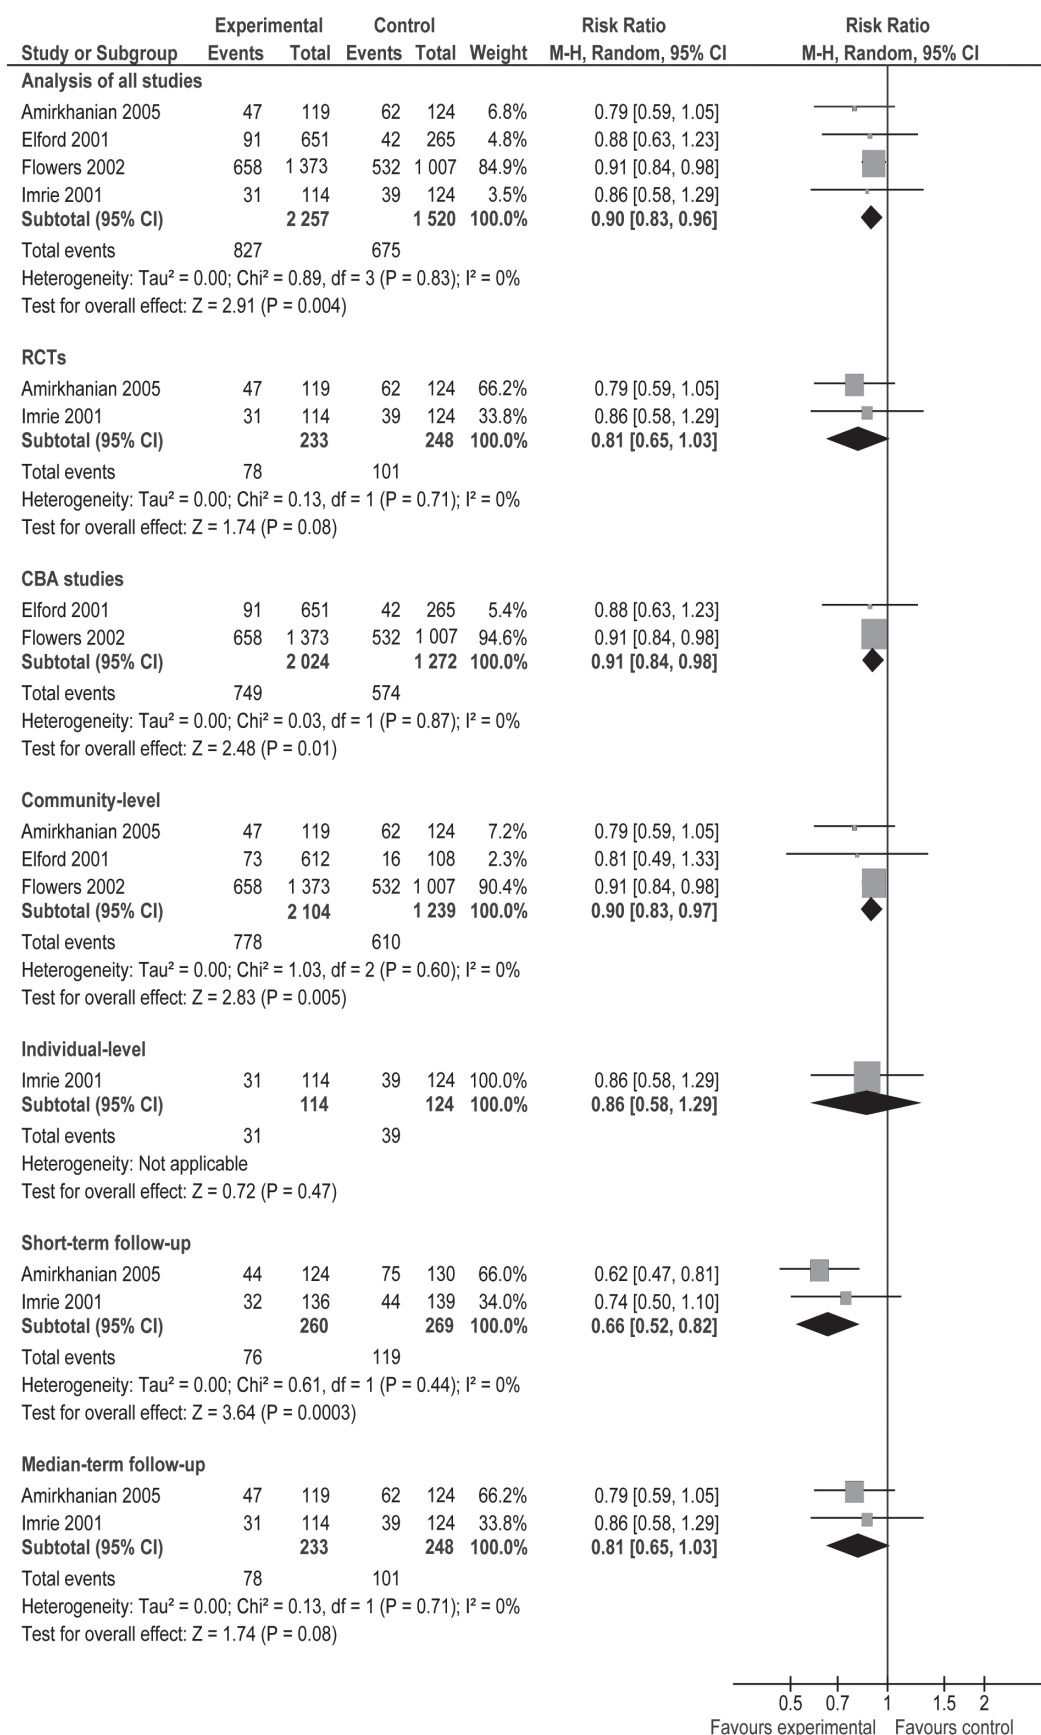 Experimental Control Risk Ratio Risk Ratio
Study or Subgroup Events Total Events Total Weight M-H, Random, 95% CI M-H, Random, 95% CI
Analysis of all studies
Amirkhanian 2005 47 119 62 124 6.8% 0.79 [0.59, 1.05]
Elford 2001 91 651 42 265 4.8% 0.88 [0.63, 1.23]
Flowers 2002 658 1 373 532 1 007 84.9% 0.91 [0.84, 0.98]
Imrie 2001 31 114 39 124 3.5% 0.86 [0.58, 1.29]
Subtotal (95% CI) 2 257 1 520 100.0% 0.90 [0.83, 0.96]
Total events 827 675
Heterogeneity: Tau² = 0.00; Chi² = 0.89, df = 3 (P = 0.83); I² = 0%
Test for overall effect: Z = 2.91 (P = 0.004)
RCTs
Amirkhanian 2005 47 119 62 124 66.2% 0.79 [0.59, 1.05]
Imrie 2001 31 114 39 124 33.8% 0.86 [0.58, 1.29]
Subtotal (95% CI) 233 248 100.0% 0.81 [0.65, 1.03]
Total events 78 101
Heterogeneity: Tau² = 0.00; Chi² = 0.13, df = 1 (P = 0.71); I² = 0%
Test for overall effect: Z = 1.74 (P = 0.08)
CBA studies
Elford 2001 91 651 42 265 5.4% 0.88 [0.63, 1.23]
Flowers 2002 658 1 373 532 1 007 94.6% 0.91 [0.84, 0.98]
Subtotal (95% CI) 2 024 1 272 100.0% 0.91 [0.84, 0.98]
Total events 749 574
Heterogeneity: Tau² = 0.00; Chi² = 0.03, df = 1 (P = 0.87); I² = 0%
Test for overall effect: Z = 2.48 (P = 0.01)
Community-level
Amirkhanian 2005 47 119 62 124 7.2% 0.79 [0.59, 1.05]
Elford 2001 73 612 16 108 2.3% 0.81 [0.49, 1.33]
Flowers 2002 658 1 373 532 1 007 90.4% 0.91 [0.84, 0.98]
Subtotal (95% CI) 2 104 1 239 100.0% 0.90 [0.83, 0.97]
Total events 778 610
Heterogeneity: Tau² = 0.00; Chi² = 1.03, df = 2 (P = 0.60); I² = 0%
Test for overall effect: Z = 2.83 (P = 0.005)
Individual-level
Imrie 2001 31 114 39 124 100.0% 0.86 [0.58, 1.29]
Subtotal (95% CI) 114 124 100.0% 0.86 [0.58, 1.29]
Total events 31 39
Heterogeneity: Not applicable
Test for overall effect: Z = 0.72 (P = 0.47)
Short-term follow-up
Amirkhanian 2005 44 124 75 130 66.0% 0.62 [0.47, 0.81]
Imrie 2001 32 136 44 139 34.0% 0.74 [0.50, 1.10]
Subtotal (95% CI) 260 269 100.0% 0.66 [0.52, 0.82]
Total events 76 119
Heterogeneity: Tau² = 0.00; Chi² = 0.61, df = 1 (P = 0.44); I² = 0%
Test for overall effect: Z = 3.64 (P = 0.0003)
Median-term follow-up
Amirkhanian 2005 47 119 62 124 66.2% 0.79 [0.59, 1.05]
Imrie 2001 31 114 39 124 33.8% 0.86 [0.58, 1.29]
Subtotal (95% CI) 233 248 100.0% 0.81 [0.65, 1.03]
Total events 78 101
Heterogeneity: Tau² = 0.00; Chi² = 0.13, df = 1 (P = 0.71); I² = 0%
Test for overall effect: Z = 1.74 (P = 0.08)
0.5 0.7 1 1.5 2
Favours experimental Favours control